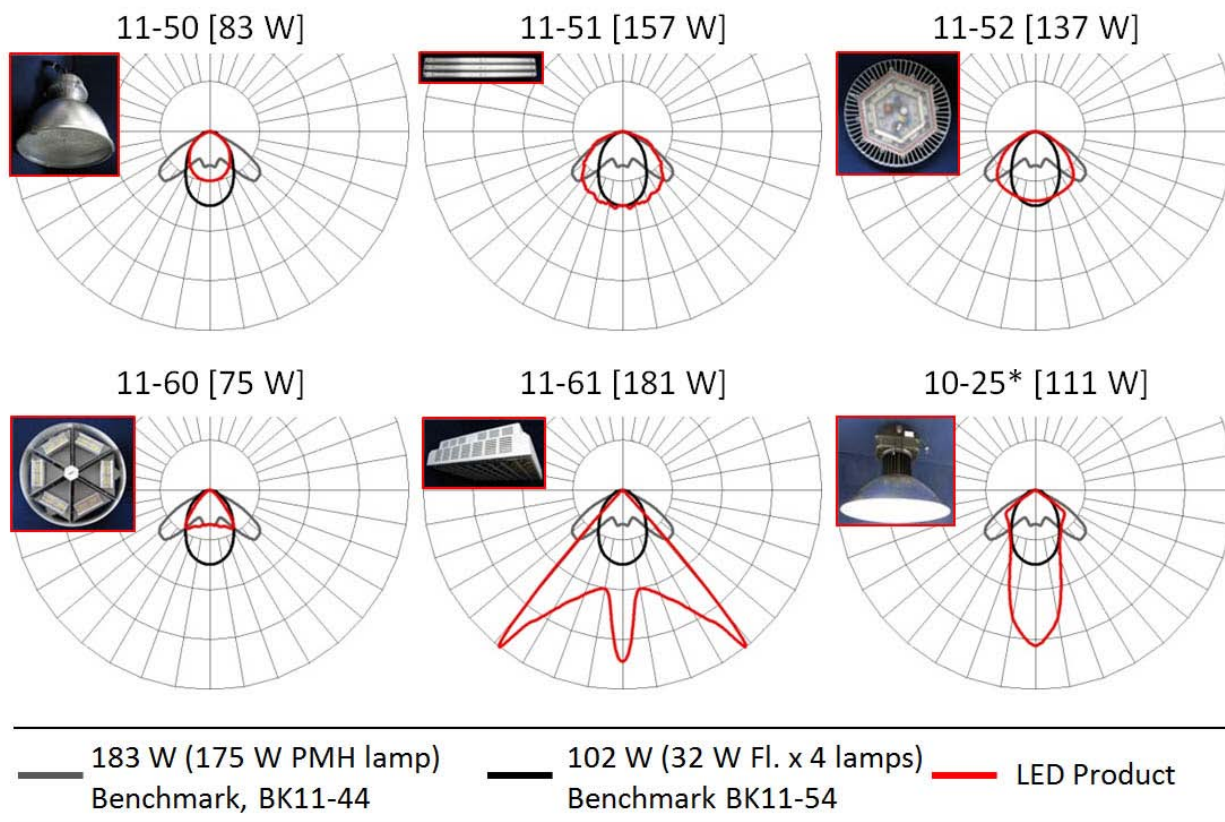 11-50 [83 W]
11-51 [157 W]
11-52 [137 W]
11-60 [75 W]
11-61 [181 W]
10-25* [111 W]
183 W (175 W PMH lamp)
Benchmark, BK11-44
102 W (32 W Fl. x 4 lamps)
Benchmark BK11-54
LED Product